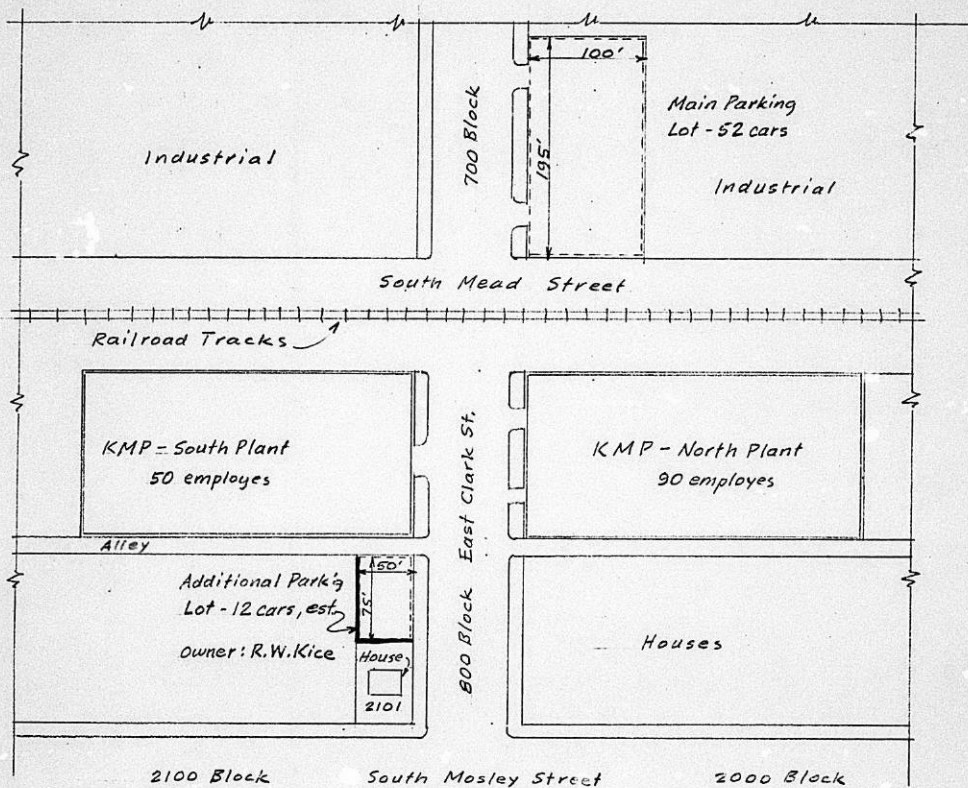 100'
700 Block
195'
Main Parking
Lot - 52 cars
Industrial
Industrial
South Mead Street
Railroad Tracks
KMP - South Plant
50 employes
800 Block East Clark St.
KMP - North Plant
90 employes
Alley
50'
75'
Additional Park'g
Lot - 12 cars, est.
owner: R.W. Kice
House
2101
Houses
2100 Block
South Mosley Street
2000 Block